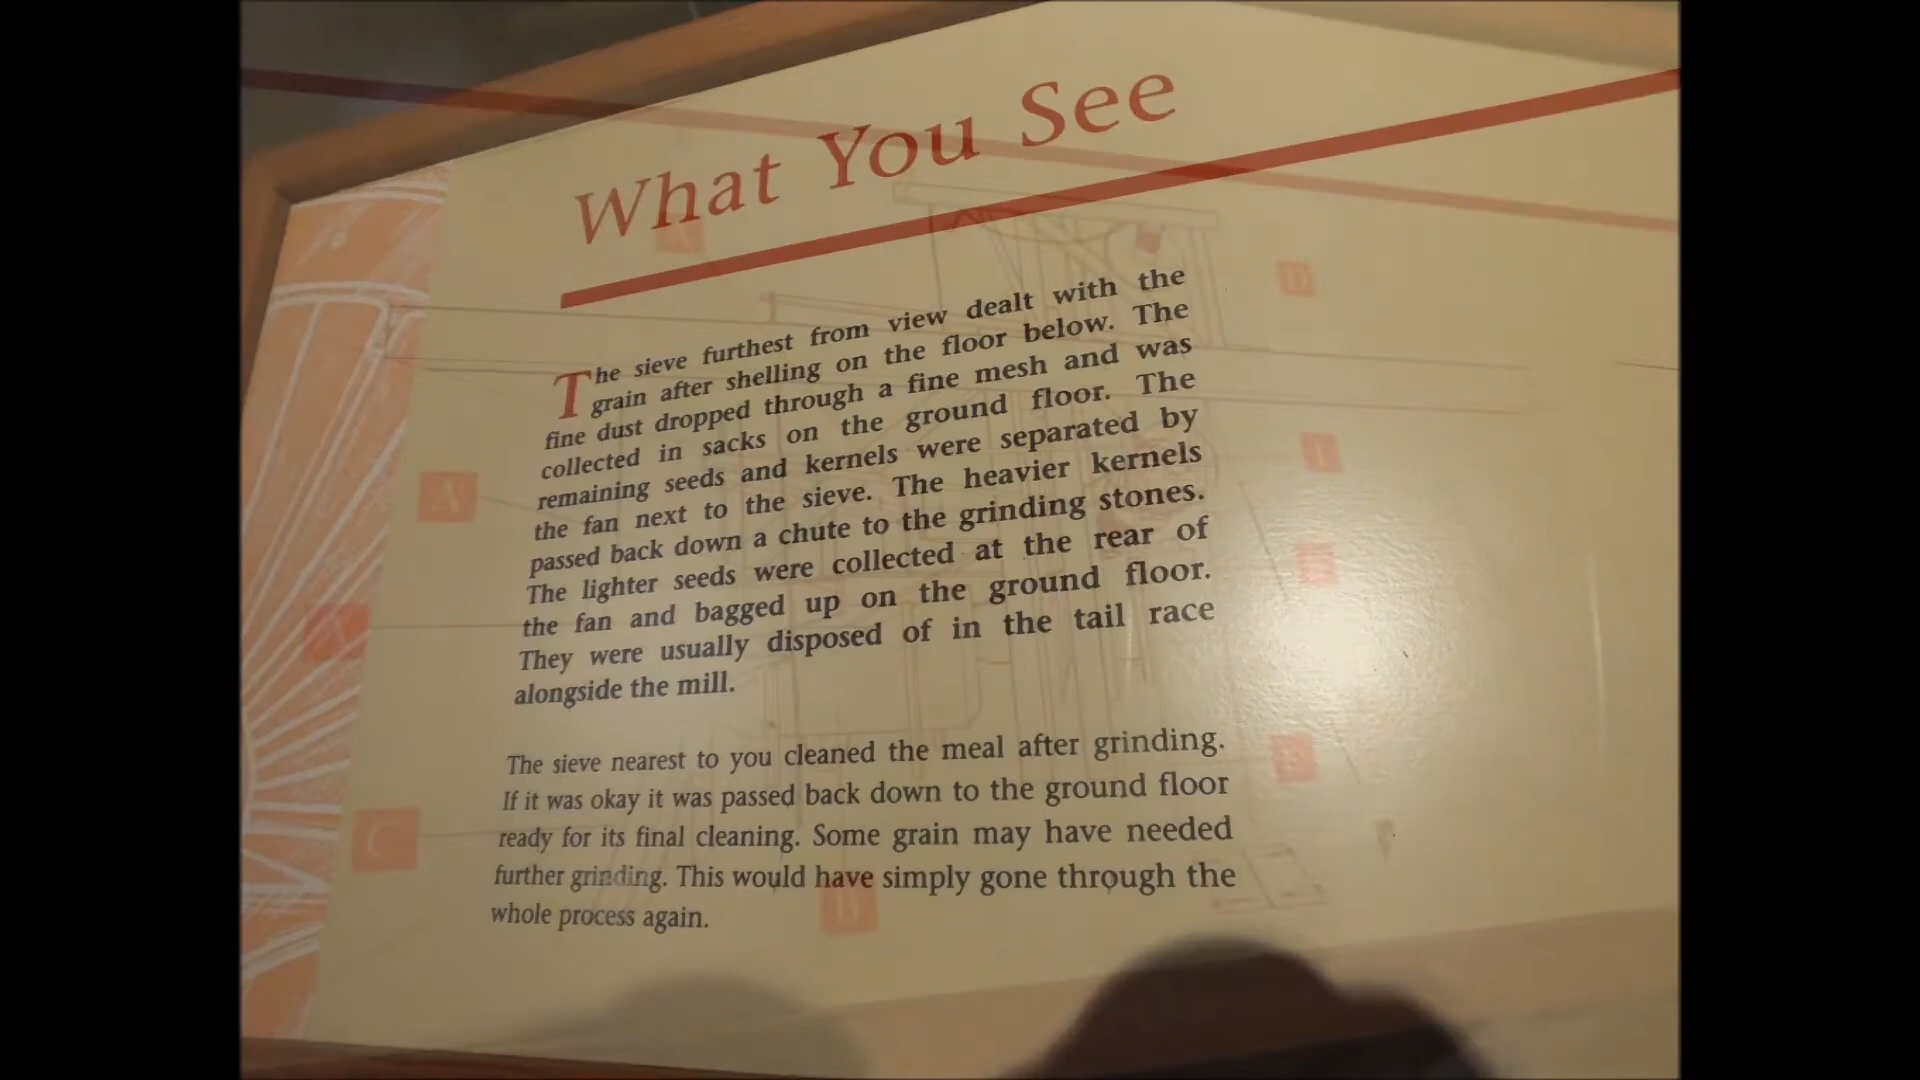 What You See
The sieve furthest from view dealt with the
grain after shelling on the floor below. The
fine dust dropped through a fine mesh and was
collected in sacks on the ground floor. The
remaining seeds and kernels were separated by
the fan next to the sieve. The heavier kernels
passed back down a chute to the grinding stones.
The lighter seeds were collected at the rear of
the fan and bagged up on the ground floor.
They were usually disposed of in the tail race
alongside the mill.
The sieve nearest to you cleaned the meal after grinding.
If it was okay it was passed back down to the ground floor
ready for its final cleaning. Some grain may have needed
further grinding. This would have simply gone through the
whole process again.
A
C